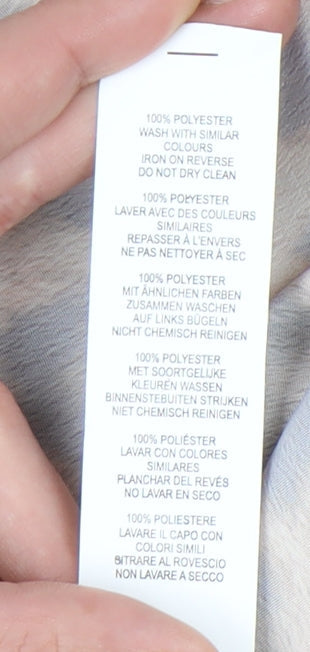 100% POLYESTER
WASH WITH SIMILAR
COLOURS
IRON ON REVERSE
DO NOT DRY CLEAN
100% POLYESTER
LAVER AVEC DES COULEURS
SIMILAIRES
REPASSER À L'ENVERS
NE PAS NETTOYER À SEC
100% POLYESTER
MIT ÄHNLICHEN FARBEN
ZUSAMMEN WASCHEN
AUF LINKS BÜGELN
NICHT CHEMISCH REINIGEN
100% POLYESTER
MET SOORTGELIJKE
KLEUREN WASSEN
BINNENSTEBUITEN STRIJKEN
NIET CHEMISCH REINIGEN
100% POLIÉSTER
LAVAR CON COLORES
SIMILARES
PLANCHAR DEL REVÉS
NO LAVAR EN SECO
100% POLIESTERE
LAVARE IL CAPO CON
COLORI SIMILI
SITRARE AL ROVESCIO
NON LAVARE A SECCO